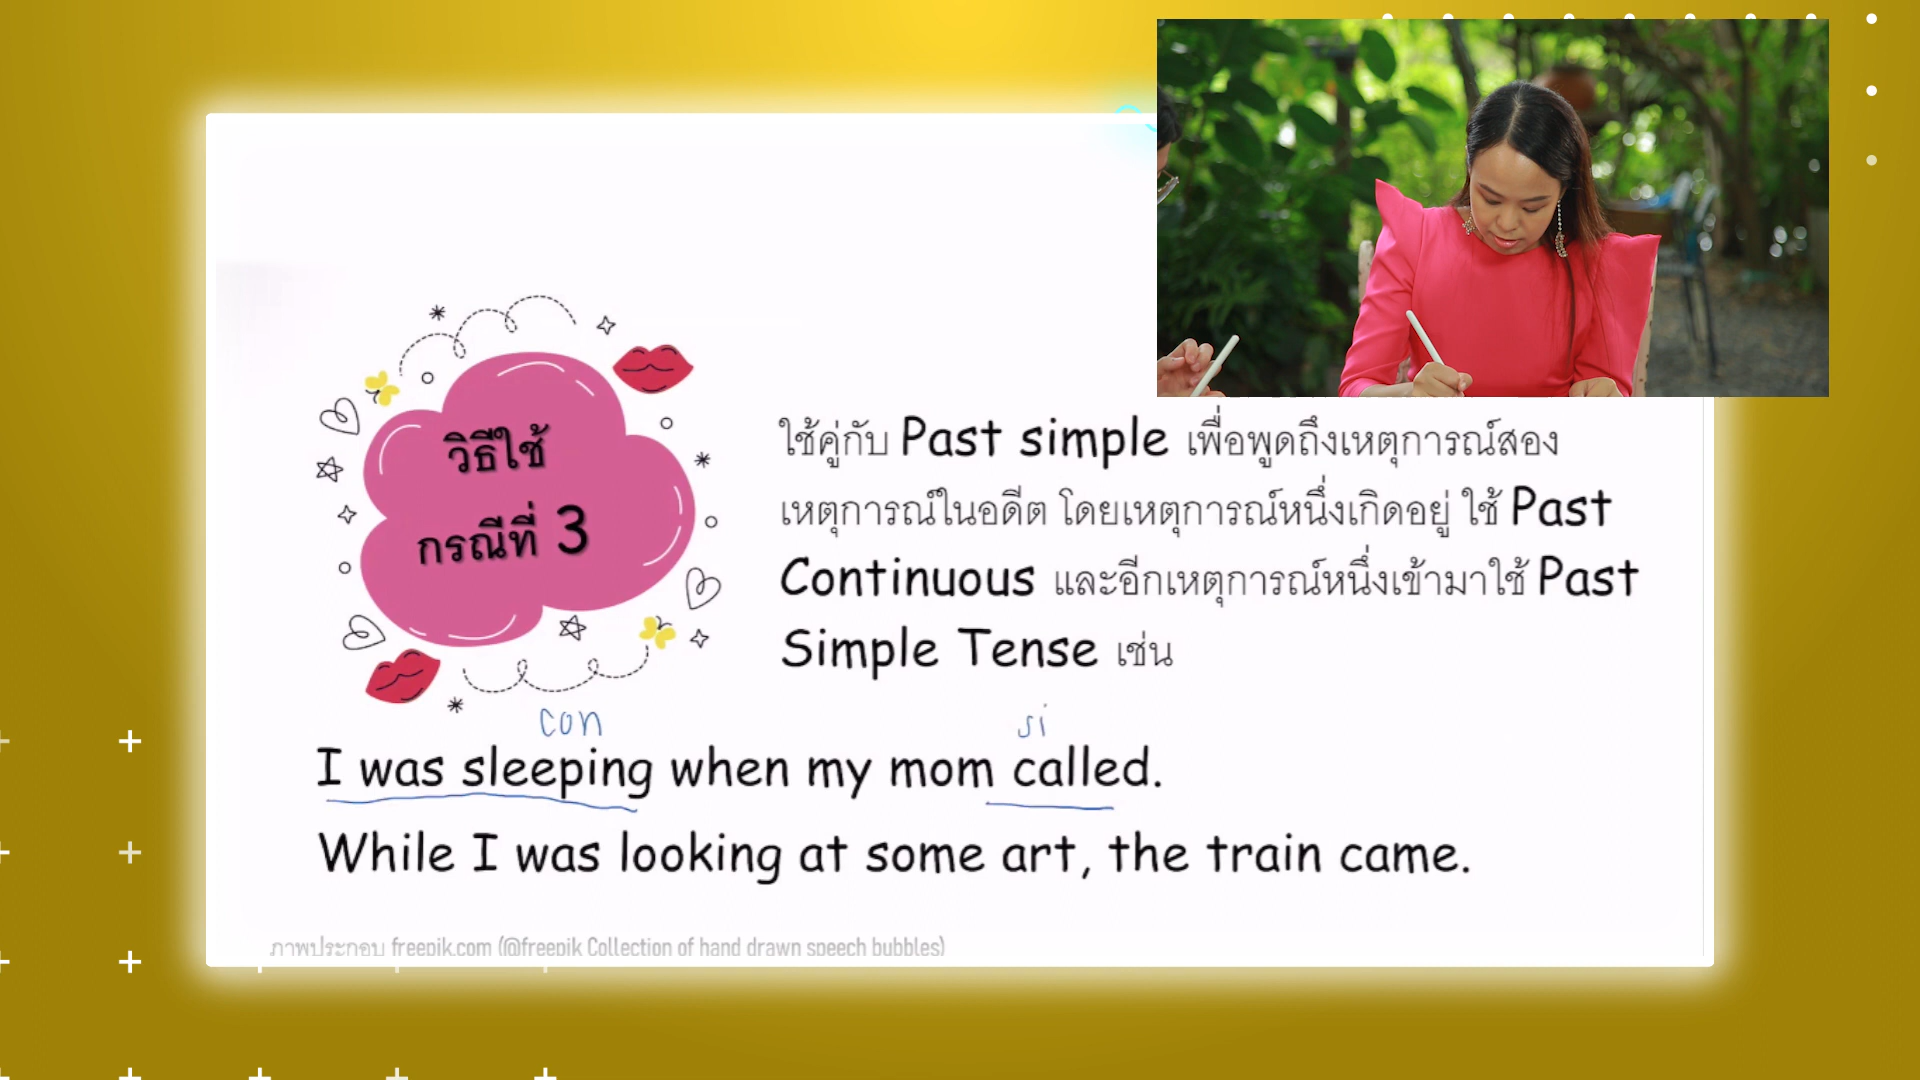 วิธีใช้
กรณีที่ 3
ใช้คู่กับ Past simple เพื่อพูดถึงเหตุการณ์สอง
เหตุการณ์ในอดีต โดยเหตุการณ์หนึ่งเกิดอยู่ ใช้ Past
Continuous และอีกเหตุการณ์หนึ่งเข้ามาใช้ Past
Simple Tense เช่น
con si
I was sleeping when my mom called.
While I was looking at some art, the train came.
ภาพประกอบ freepik.com (@freepik Collection of hand drawn speech bubbles)